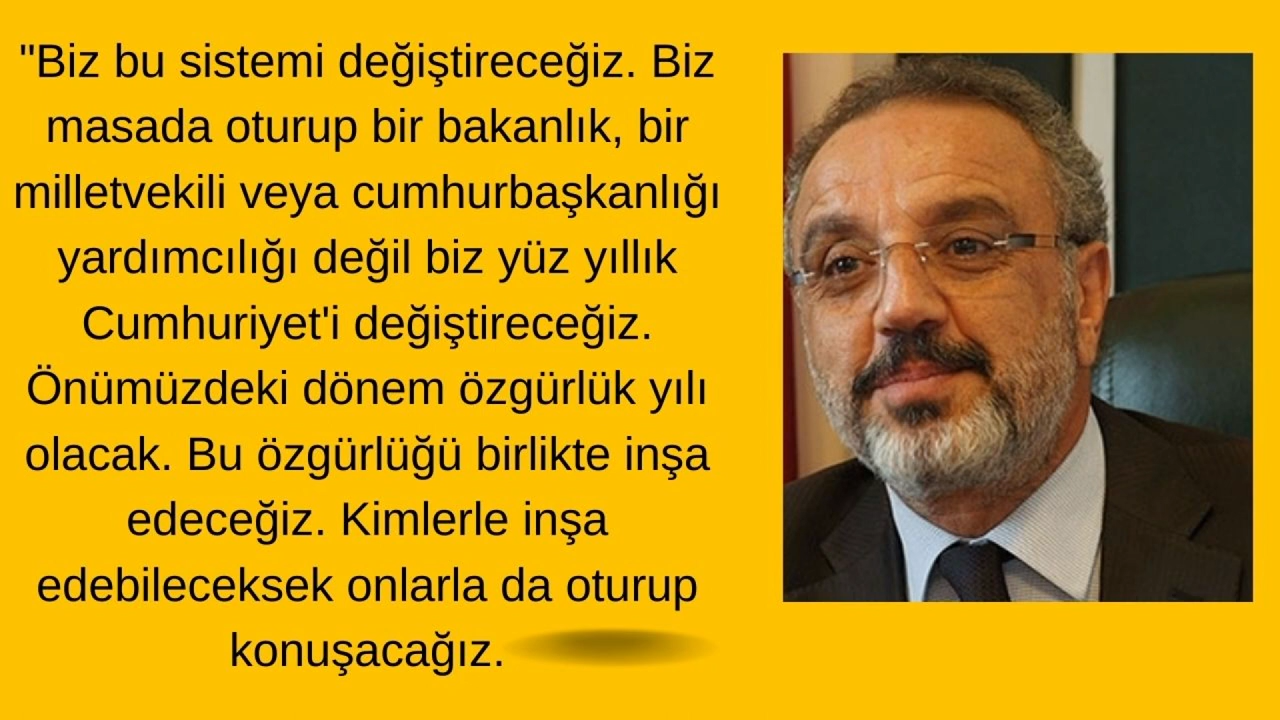 "Biz bu sistemi değiştireceğiz. Biz
masada oturup bir bakanlık, bir
milletvekili veya cumhurbaşkanlığı
yardımcılığı değil biz yüz yıllık
Cumhuriyet'i değiştireceğiz.
Önümüzdeki dönem özgürlük yılı
olacak. Bu özgürlüğü birlikte inşa
edeceğiz. Kimlerle inşa
edebileceksek onlarla da oturup
konuşacağız.